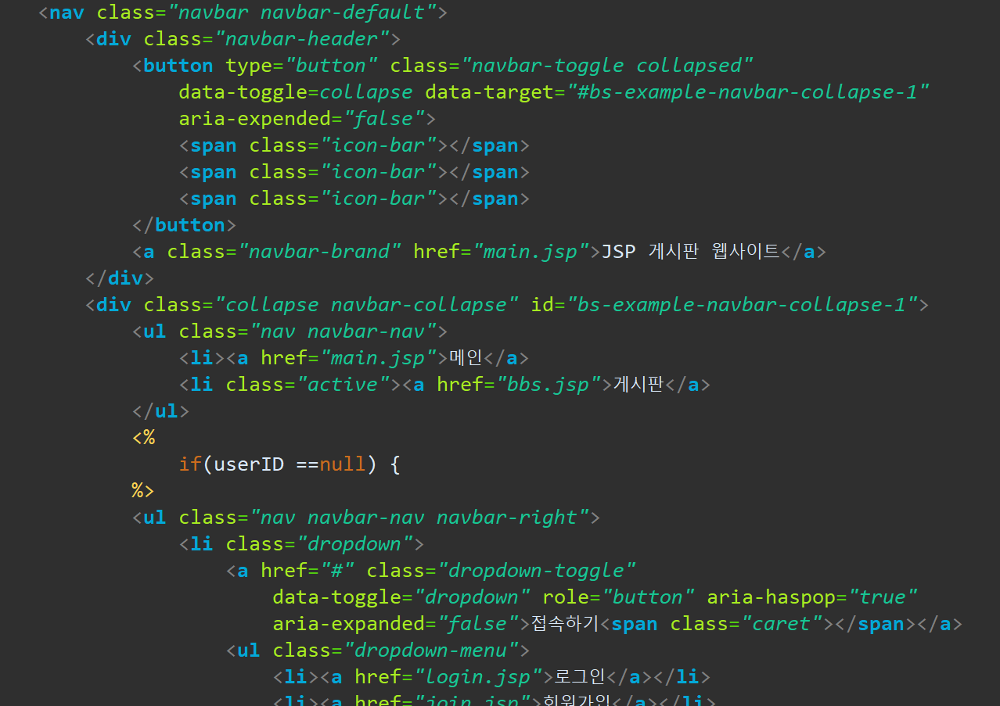 <nav class="navbar navbar-default">
<div class="navbar-header">
<button type="button" class="navbar-toggle collapsed"
data-toggle=collapse data-target="#bs-example-navbar-collapse-1"
aria-expended="false">
<span class="icon-bar"></span>
<span class="icon-bar"></span>
<span class="icon-bar"></span>
</button>
<a class="navbar-brand" href="main.jsp">JSP 게시판 웹사이트</a>
</div>
<div class="collapse navbar-collapse" id="bs-example-navbar-collapse-1">
<ul class="nav navbar-nav">
<li><a href="main.jsp">메인</a>
<li class="active"><a href="bbs.jsp">게시판</a>
</ul>
<%
if(userID ==null) {
%>
<ul class="nav navbar-nav navbar-right">
<li class="dropdown">
<a href="#" class="dropdown-toggle"
data-toggle="dropdown" role="button" aria-haspop="true"
aria-expanded="false">접속하기<span class="caret"></span></a>
<ul class="dropdown-menu">
<li><a href="login.jsp">로그인</a></li>
<li><a href="join.jsp">회원가입</a></li>